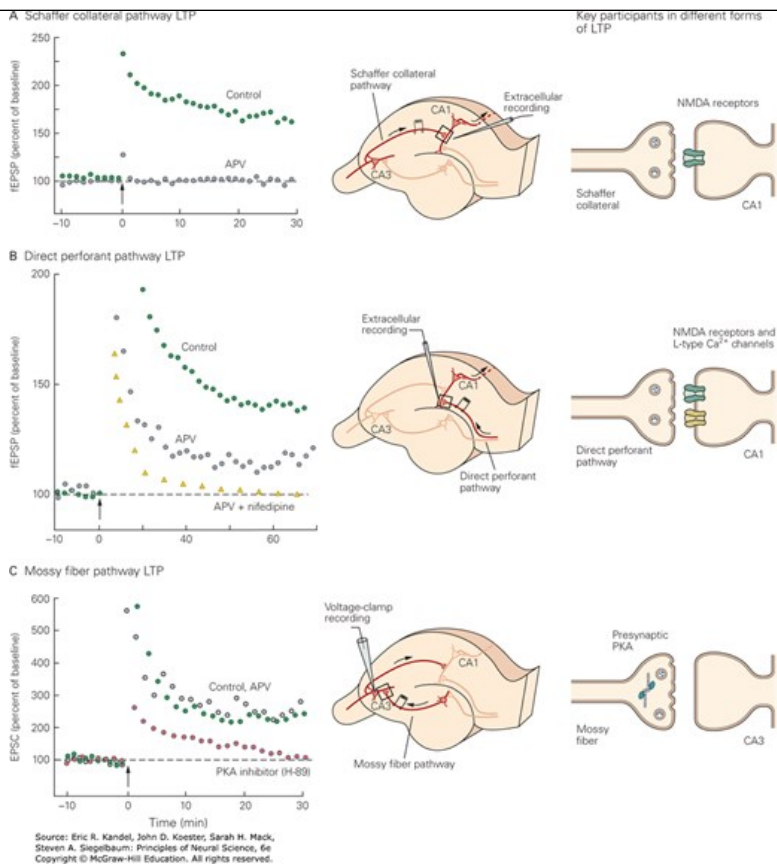 A Schaffer collateral pathway LTP
Key participants in different forms
of LTP
250
200
150
100
fEPSP (percent of baseline)
Control
APV
-10
0
10
20
30
Schaffer collateral
pathway
CA1
Extracellular
recording
CA3
NMDA receptors
Schaffer
collateral
CA1
B Direct perforant pathway LTP
200
150
100
fEPSP (percent of baseline)
Control
APV
APV + nifedipine
0
20
40
60
Extracellular
recording
CA1
CA3
Direct perforant
pathway
NMDA receptors and
L-type Ca²⁺ channels
Direct perforant
pathway
CA1
C Mossy fiber pathway LTP
600
500
400
300
200
100
EPSC (percent of baseline)
Control, APV
PKA inhibitor (H-89)
-10
0
10
20
30
Time (min)
Voltage-clamp
recording
CA1
CA3
Mossy fiber pathway
Presynaptic
PKA
Mossy
fiber
CA3
Source: Eric R. Kandel, John D. Koester, Sarah H. Mack,
Steven A. Siegelbaum: Principles of Neural Science, 6e
Copyright © McGraw-Hill Education. All rights reserved.